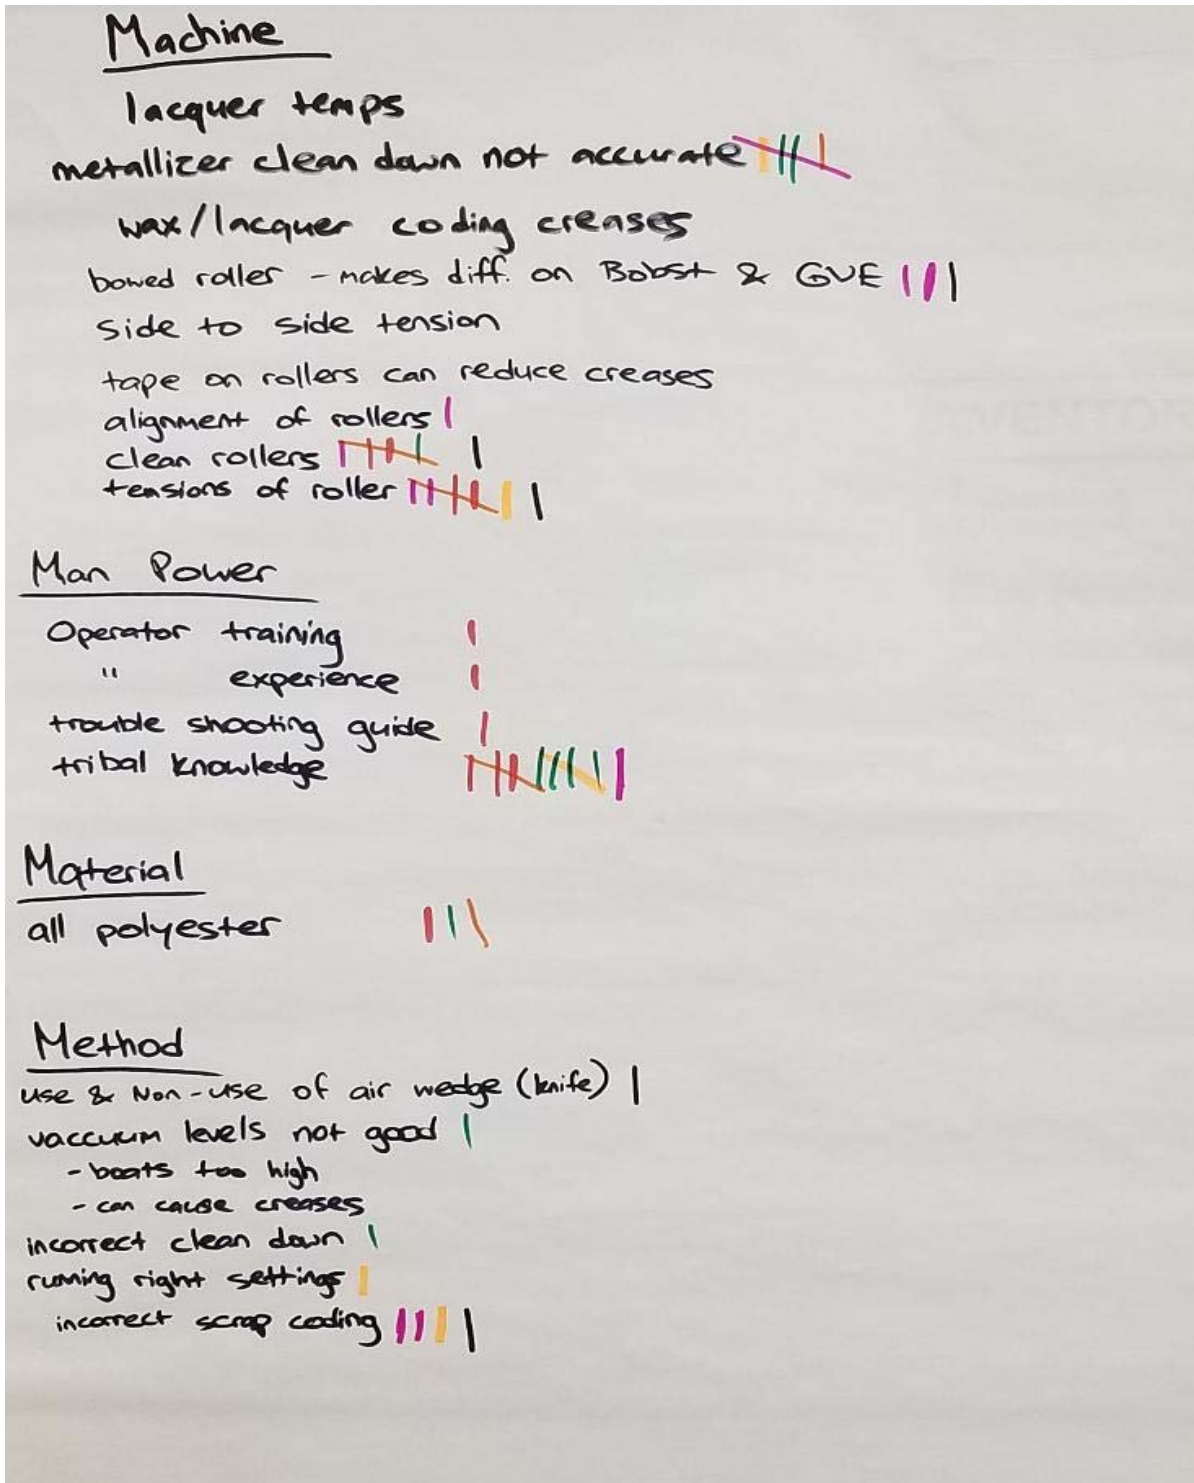 Machine
lacquer temps
metallizer clean down not accurate
wax/lacquer coding creases
bowed roller - makes diff. on Bobst & GVE
side to side tension
tape on rollers can reduce creases
alignment of rollers
clean rollers
tensions of roller
Man Power
Operator training
" experience
trouble shooting guide
tribal knowledge
Material
all polyester
Method
use & Non-use of air wedge (knife)
vaccuum levels not good
- boats too high
- can cause creases
incorrect clean down
running right settings
incorrect scrap coding